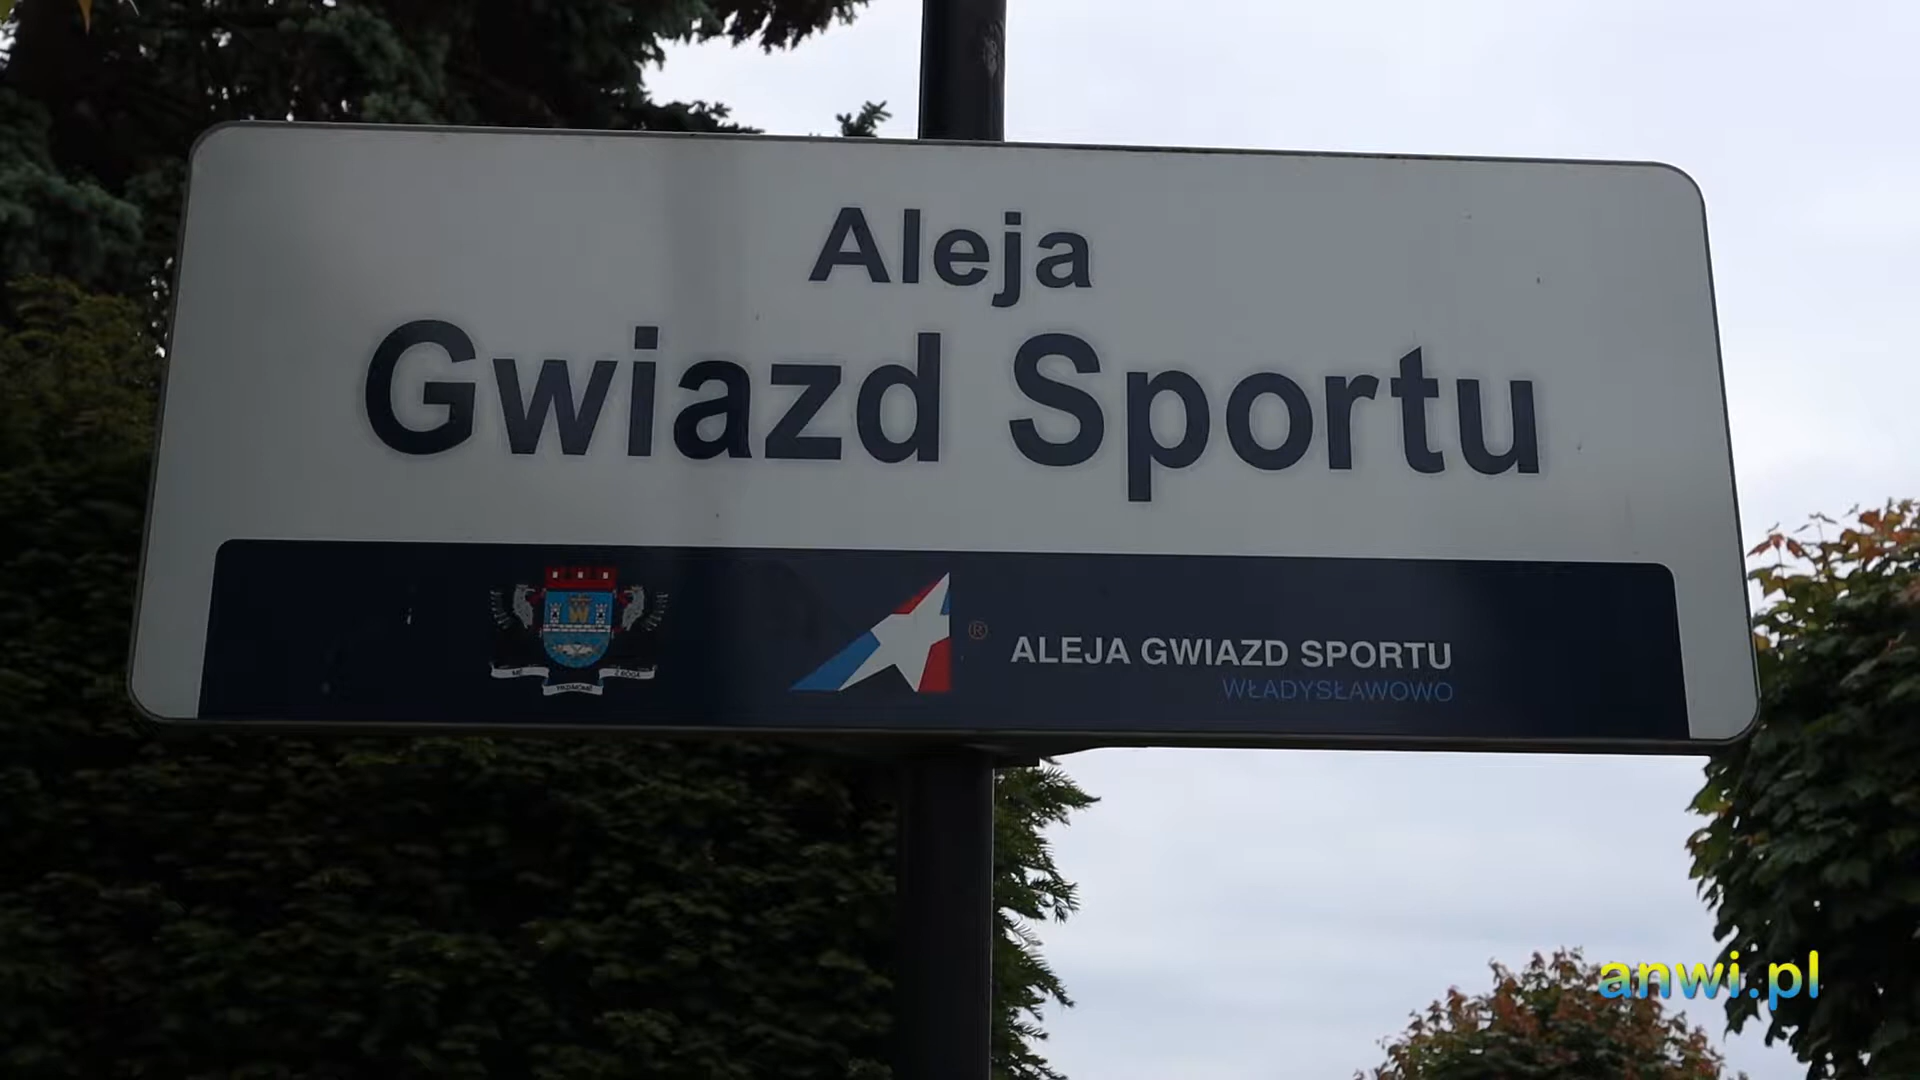 Aleja
Gwiazd Sportu
®
ALEJA GWIAZD SPORTU
WŁADYSŁAWOWO
anwi.pl